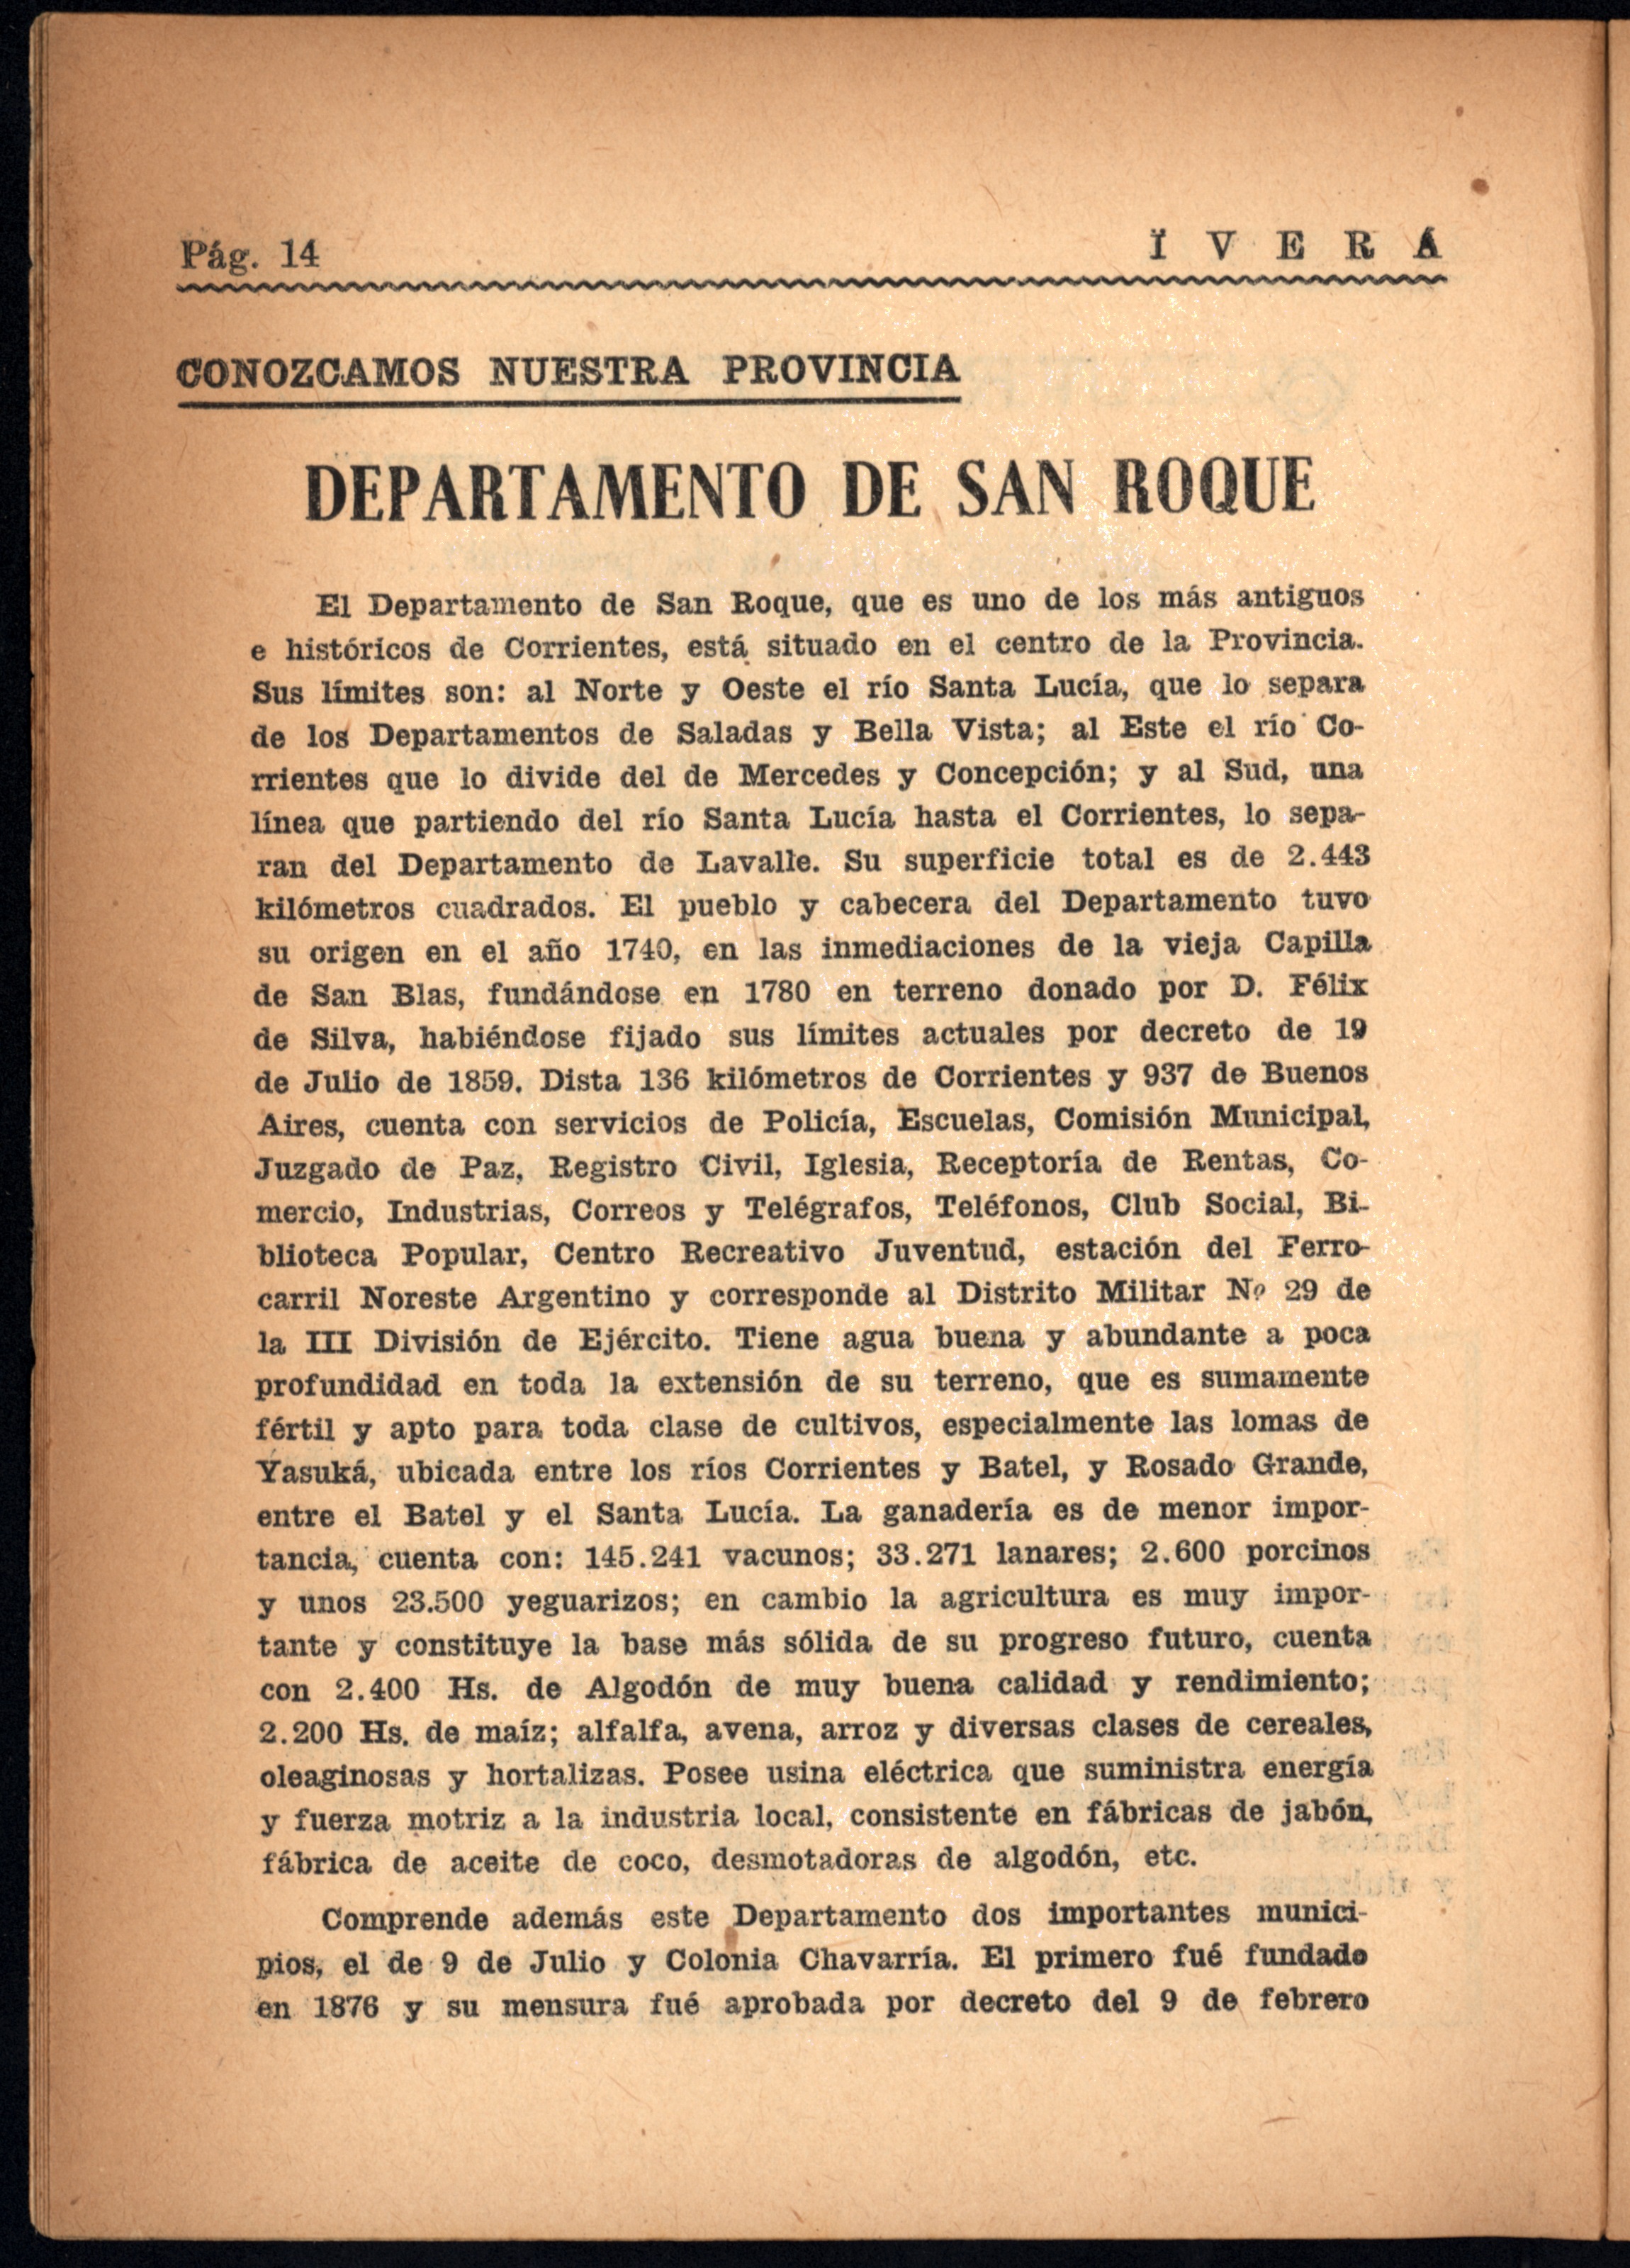 Pág. 14
Ï V E R Á
CONOZCAMOS NUESTRA PROVINCIA
DEPARTAMENTO DE SAN ROQUE
El Departamento de San Roque, que es uno de los más antiguos
e históricos de Corrientes, está situado en el centro de la Provincia.
Sus límites son: al Norte y Oeste el río Santa Lucía, que lo separa
de los Departamentos de Saladas y Bella Vista; al Este el río Co-
rrientes que lo divide del de Mercedes y Concepción; y al Sud, una
línea que partiendo del río Santa Lucía hasta el Corrientes, lo sepa-
ran del Departamento de Lavalle. Su superficie total es de 2.443
kilómetros cuadrados. El pueblo y cabecera del Departamento tuvo
su origen en el año 1740, en las inmediaciones de la vieja Capilla
de San Blas, fundándose en 1780 en terreno donado por D. Félix
de Silva, habiéndose fijado sus límites actuales por decreto de 19
de Julio de 1859. Dista 136 kilómetros de Corrientes y 937 de Buenos
Aires, cuenta con servicios de Policía, Escuelas, Comisión Municipal,
Juzgado de Paz, Registro Civil, Iglesia, Receptoría de Rentas, Co-
mercio, Industrias, Correos y Telégrafos, Teléfonos, Club Social, Bi-
blioteca Popular, Centro Recreativo Juventud, estación del Ferro-
carril Noreste Argentino y corresponde al Distrito Militar Nº 29 de
la III División de Ejército. Tiene agua buena y abundante a poca
profundidad en toda la extensión de su terreno, que es sumamente
fértil y apto para toda clase de cultivos, especialmente las lomas de
Yasuká, ubicada entre los ríos Corrientes y Batel, y Rosado Grande,
entre el Batel y el Santa Lucía. La ganadería es de menor impor-
tancia, cuenta con: 145.241 vacunos; 33.271 lanares; 2.600 porcinos
y unos 23.500 yeguarizos; en cambio la agricultura es muy impor-
tante y constituye la base más sólida de su progreso futuro, cuenta
con 2.400 Hs. de Algodón de muy buena calidad y rendimiento;
2.200 Hs. de maíz; alfalfa, avena, arroz y diversas clases de cereales,
oleaginosas y hortalizas. Posee usina eléctrica que suministra energía
y fuerza motriz a la industria local, consistente en fábricas de jabón,
fábrica de aceite de coco, desmotadoras de algodón, etc.
Comprende además este Departamento dos importantes munici-
pios, el de 9 de Julio y Colonia Chavarría. El primero fué fundado
en 1876 y su mensura fué aprobada por decreto del 9 de febrero